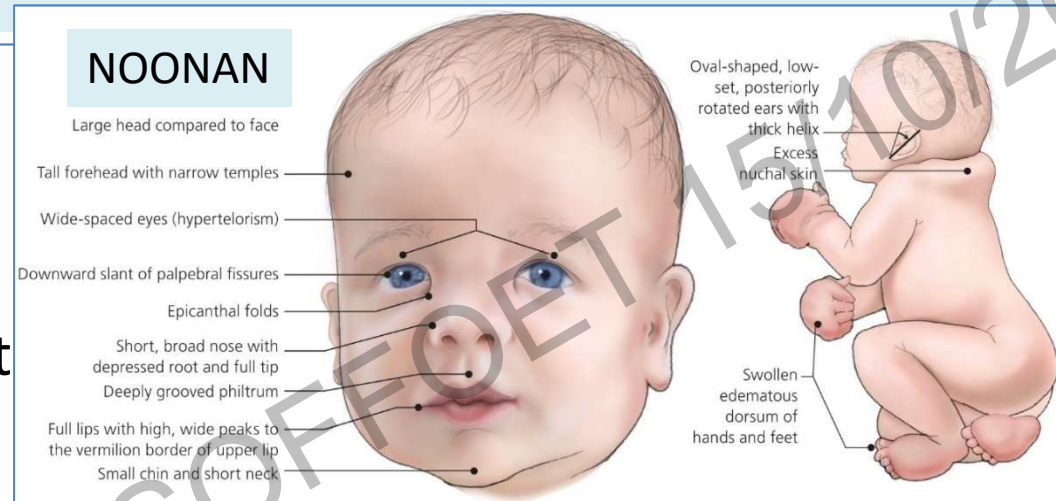 NOONAN
Large head compared to face
Tall forehead with narrow temples
Wide-spaced eyes (hypertelorism)
Downward slant of palpebral fissures
Epicanthal folds
Short, broad nose with
depressed root and full tip
Deeply grooved philtrum
Full lips with high, wide peaks to
the vermilion border of upper lip
Small chin and short neck
Oval-shaped, low-
set, posteriorly
rotated ears with
thick helix
Excess
nuchal skin
Swollen
edematous
dorsum of
hands and feet
t